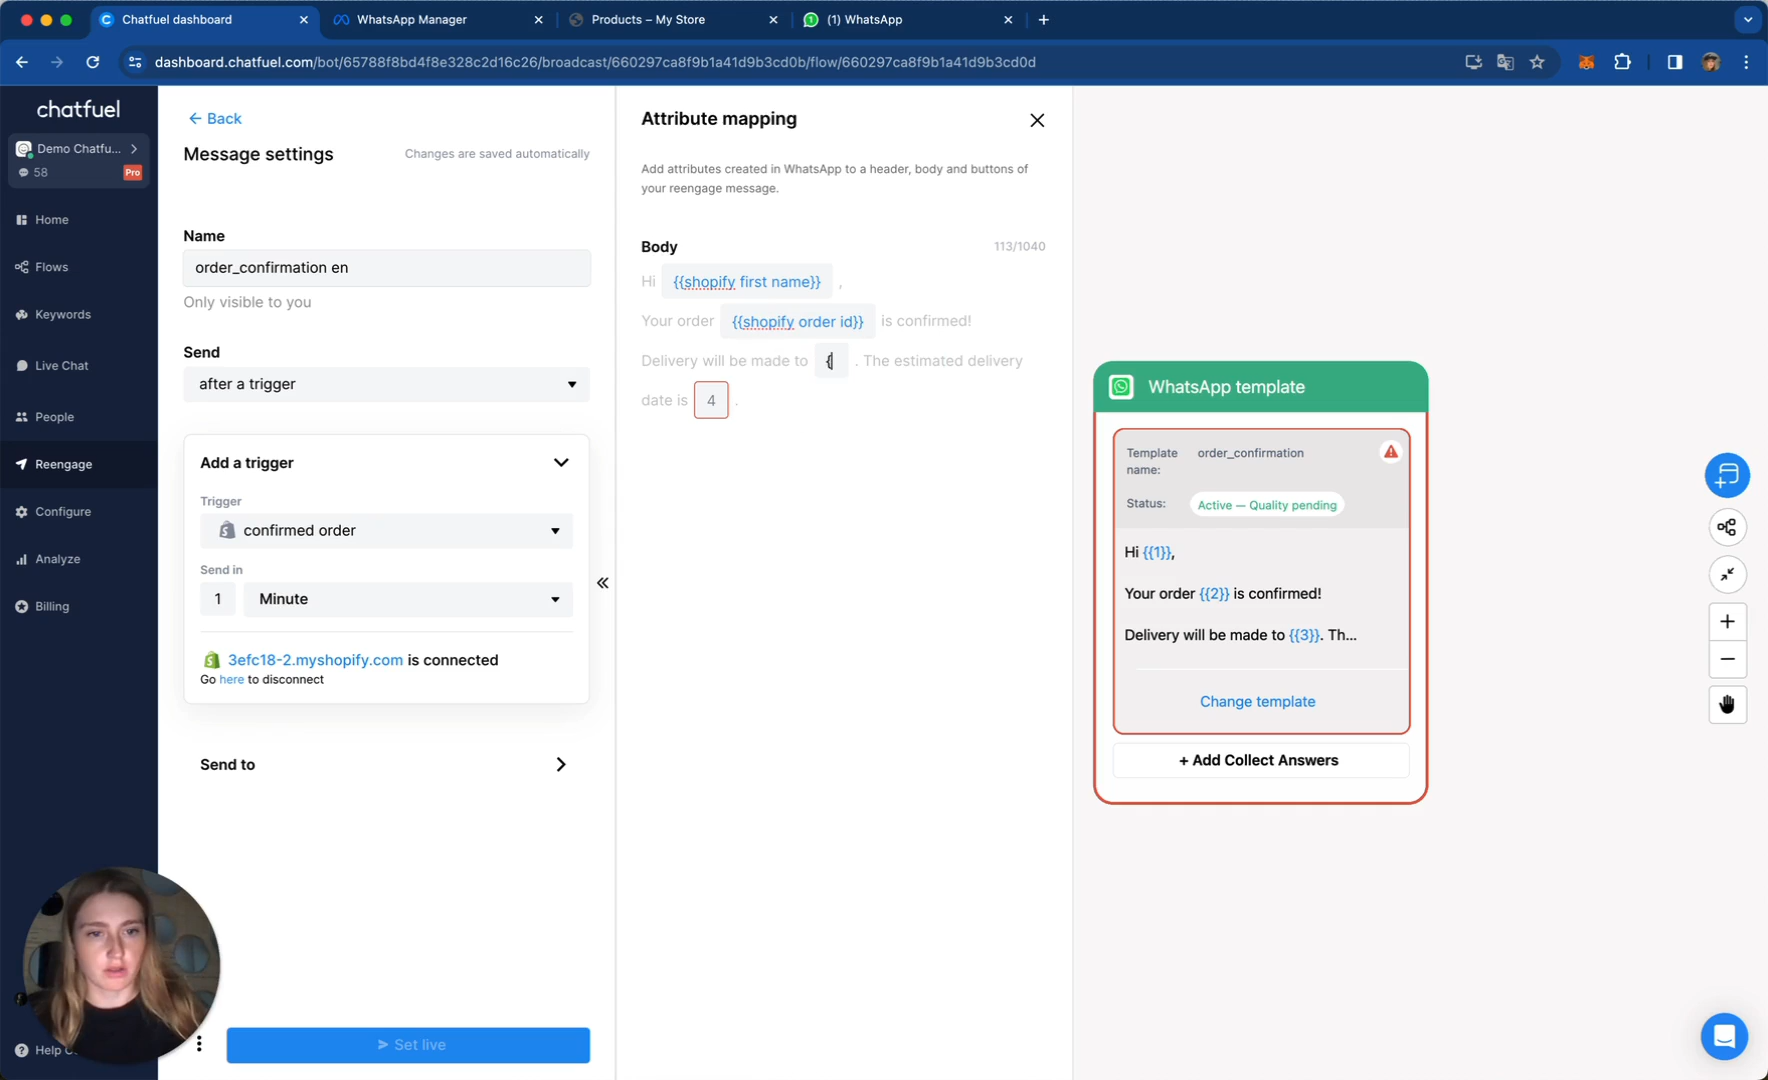 Chatfuel dashboard
WhatsApp Manager
Products – My Store
(1) WhatsApp
dashboard.chatfuel.com/bot/65788f8bd4f8e328c2d16c26/broadcast/660297ca8f9b1a41d9b3cd0b/flow/660297ca8f9b1a41d9b3cd0d
chatfuel
Demo Chatfu...
58
Pro
Home
Flows
Keywords
Live Chat
People
Reengage
Configure
Analyze
Billing
Help
Back
Message settings
Changes are saved automatically
Name
order_confirmation en
Only visible to you
Send
after a trigger
Add a trigger
Trigger
confirmed order
Send in
1
Minute
3efc18-2.myshopify.com is connected
Go here to disconnect
Send to
Set live
Attribute mapping
Add attributes created in WhatsApp to a header, body and buttons of
your reengage message.
Body
113/1040
Hi {{shopify first name}} ,
Your order {{shopify order id}} is confirmed!
Delivery will be made to { . The estimated delivery
date is 4 .
WhatsApp template
Template
name:
order_confirmation
Status:
Active — Quality pending
Hi {{1}},
Your order {{2}} is confirmed!
Delivery will be made to {{3}}. Th...
Change template
+ Add Collect Answers